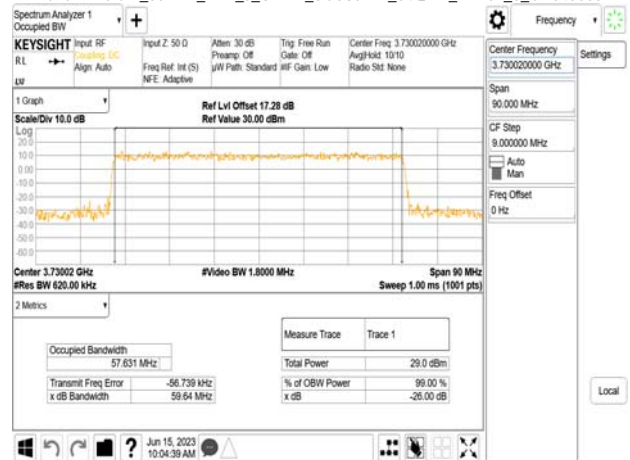 Spectrum Analyzer 1
Occupied BW
Frequency
KEYSIGHT
RL
LV
Input: RF
Coupling: DC
Align: Auto
Input Z: 50 Ω
Freq Ref: Int (S)
NFE: Adaptive
Atten: 30 dB
Preamp: Off
µW Path: Standard
Trig: Free Run
Gate: Off
#IF Gain: Low
Center Freq: 3.730020000 GHz
Avg|Hold: 10/10
Radio Std: None
Center Frequency
3.730020000 GHz
Settings
Span
90.000 MHz
CF Step
9.000000 MHz
Auto
Man
Freq Offset
0 Hz
Local
1 Graph
Scale/Div 10.0 dB
Ref Lvl Offset 17.28 dB
Ref Value 30.00 dBm
Log
20.0
10.0
0.00
-10.0
-20.0
-30.0
-40.0
-50.0
-60.0
Center 3.73002 GHz
#Res BW 620.00 kHz
#Video BW 1.8000 MHz
Span 90 MHz
Sweep 1.00 ms (1001 pts)
2 Metrics
Measure Trace Trace 1
Occupied Bandwidth
57.631 MHz
Total Power 29.0 dBm
Transmit Freq Error -56.739 kHz
% of OBW Power 99.00 %
x dB Bandwidth 59.64 MHz
x dB -26.00 dB
Jun 15, 2023
10:04:39 AM